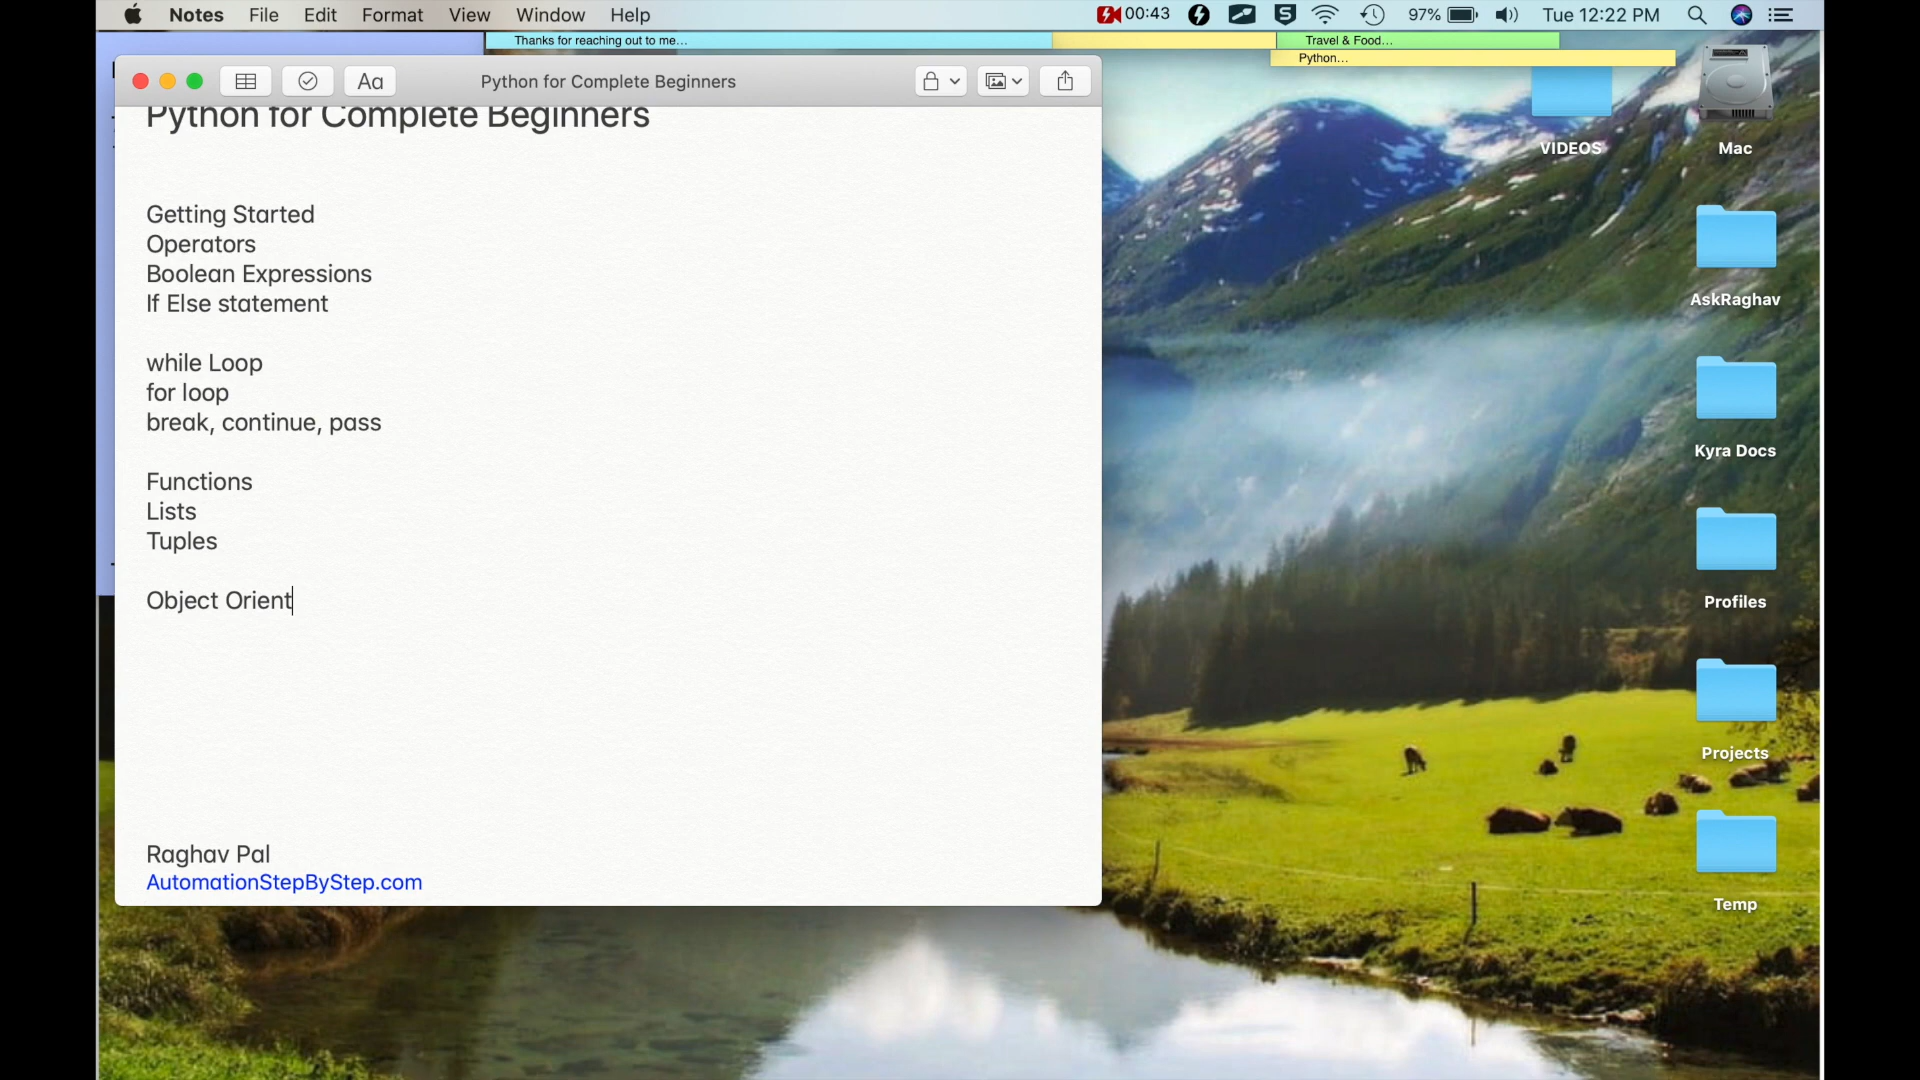 Notes File Edit Format View Window Help 00:43 97% Tue 12:22 PM
Thanks for reaching out to me...
Travel & Food...
Python...
Aa Python for Complete Beginners
Python for Complete Beginners
Getting Started
Operators
Boolean Expressions
If Else statement
while Loop
for loop
break, continue, pass
Functions
Lists
Tuples
Object Orient
Raghav Pal
AutomationStepByStep.com
VIDEOS
Mac
AskRaghav
Kyra Docs
Profiles
Projects
Temp